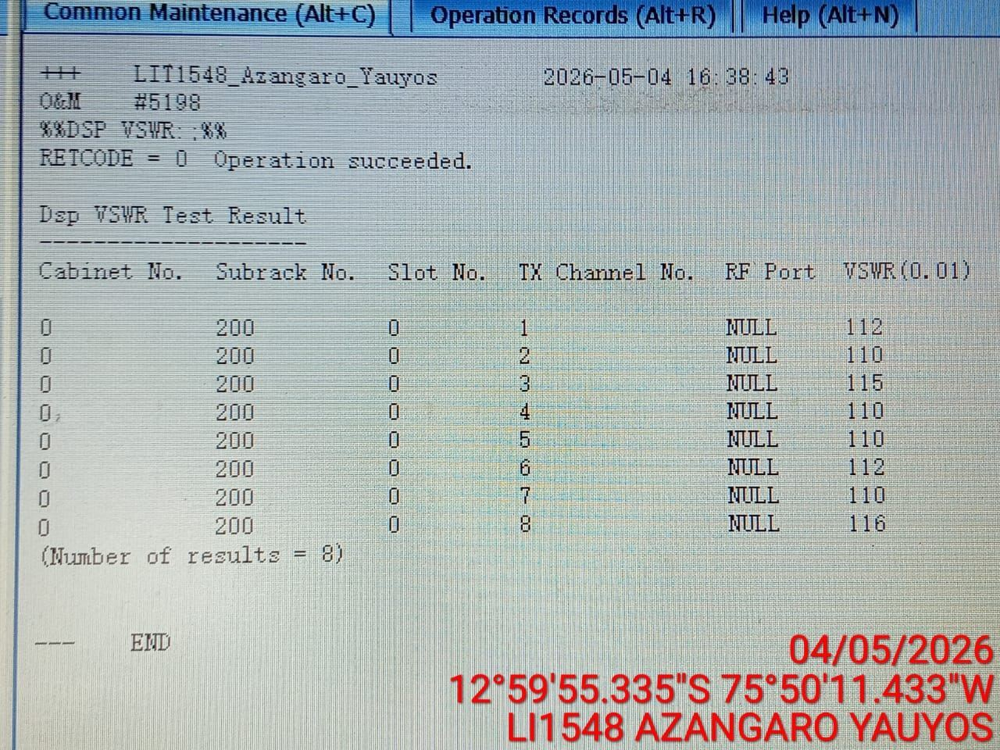 Common Maintenance (Alt+C) Operation Records (Alt+R) Help (Alt+N)
+++ LIT1548_Azangaro_Yauyos 2026-05-04 16:38:43
O&M #5198
%%DSP VSWR:;%%
RETCODE = 0 Operation succeeded.
Dsp VSWR Test Result
--------------------
Cabinet No. Subrack No. Slot No. TX Channel No. RF Port VSWR(0.01)
0 200 0 1 NULL 112
0 200 0 2 NULL 110
0 200 0 3 NULL 115
0 200 0 4 NULL 110
0 200 0 5 NULL 110
0 200 0 6 NULL 112
0 200 0 7 NULL 110
0 200 0 8 NULL 116
(Number of results = 8)
--- END
04/05/2026
12°59'55.335"S 75°50'11.433"W
LI1548 AZANGARO YAUYOS